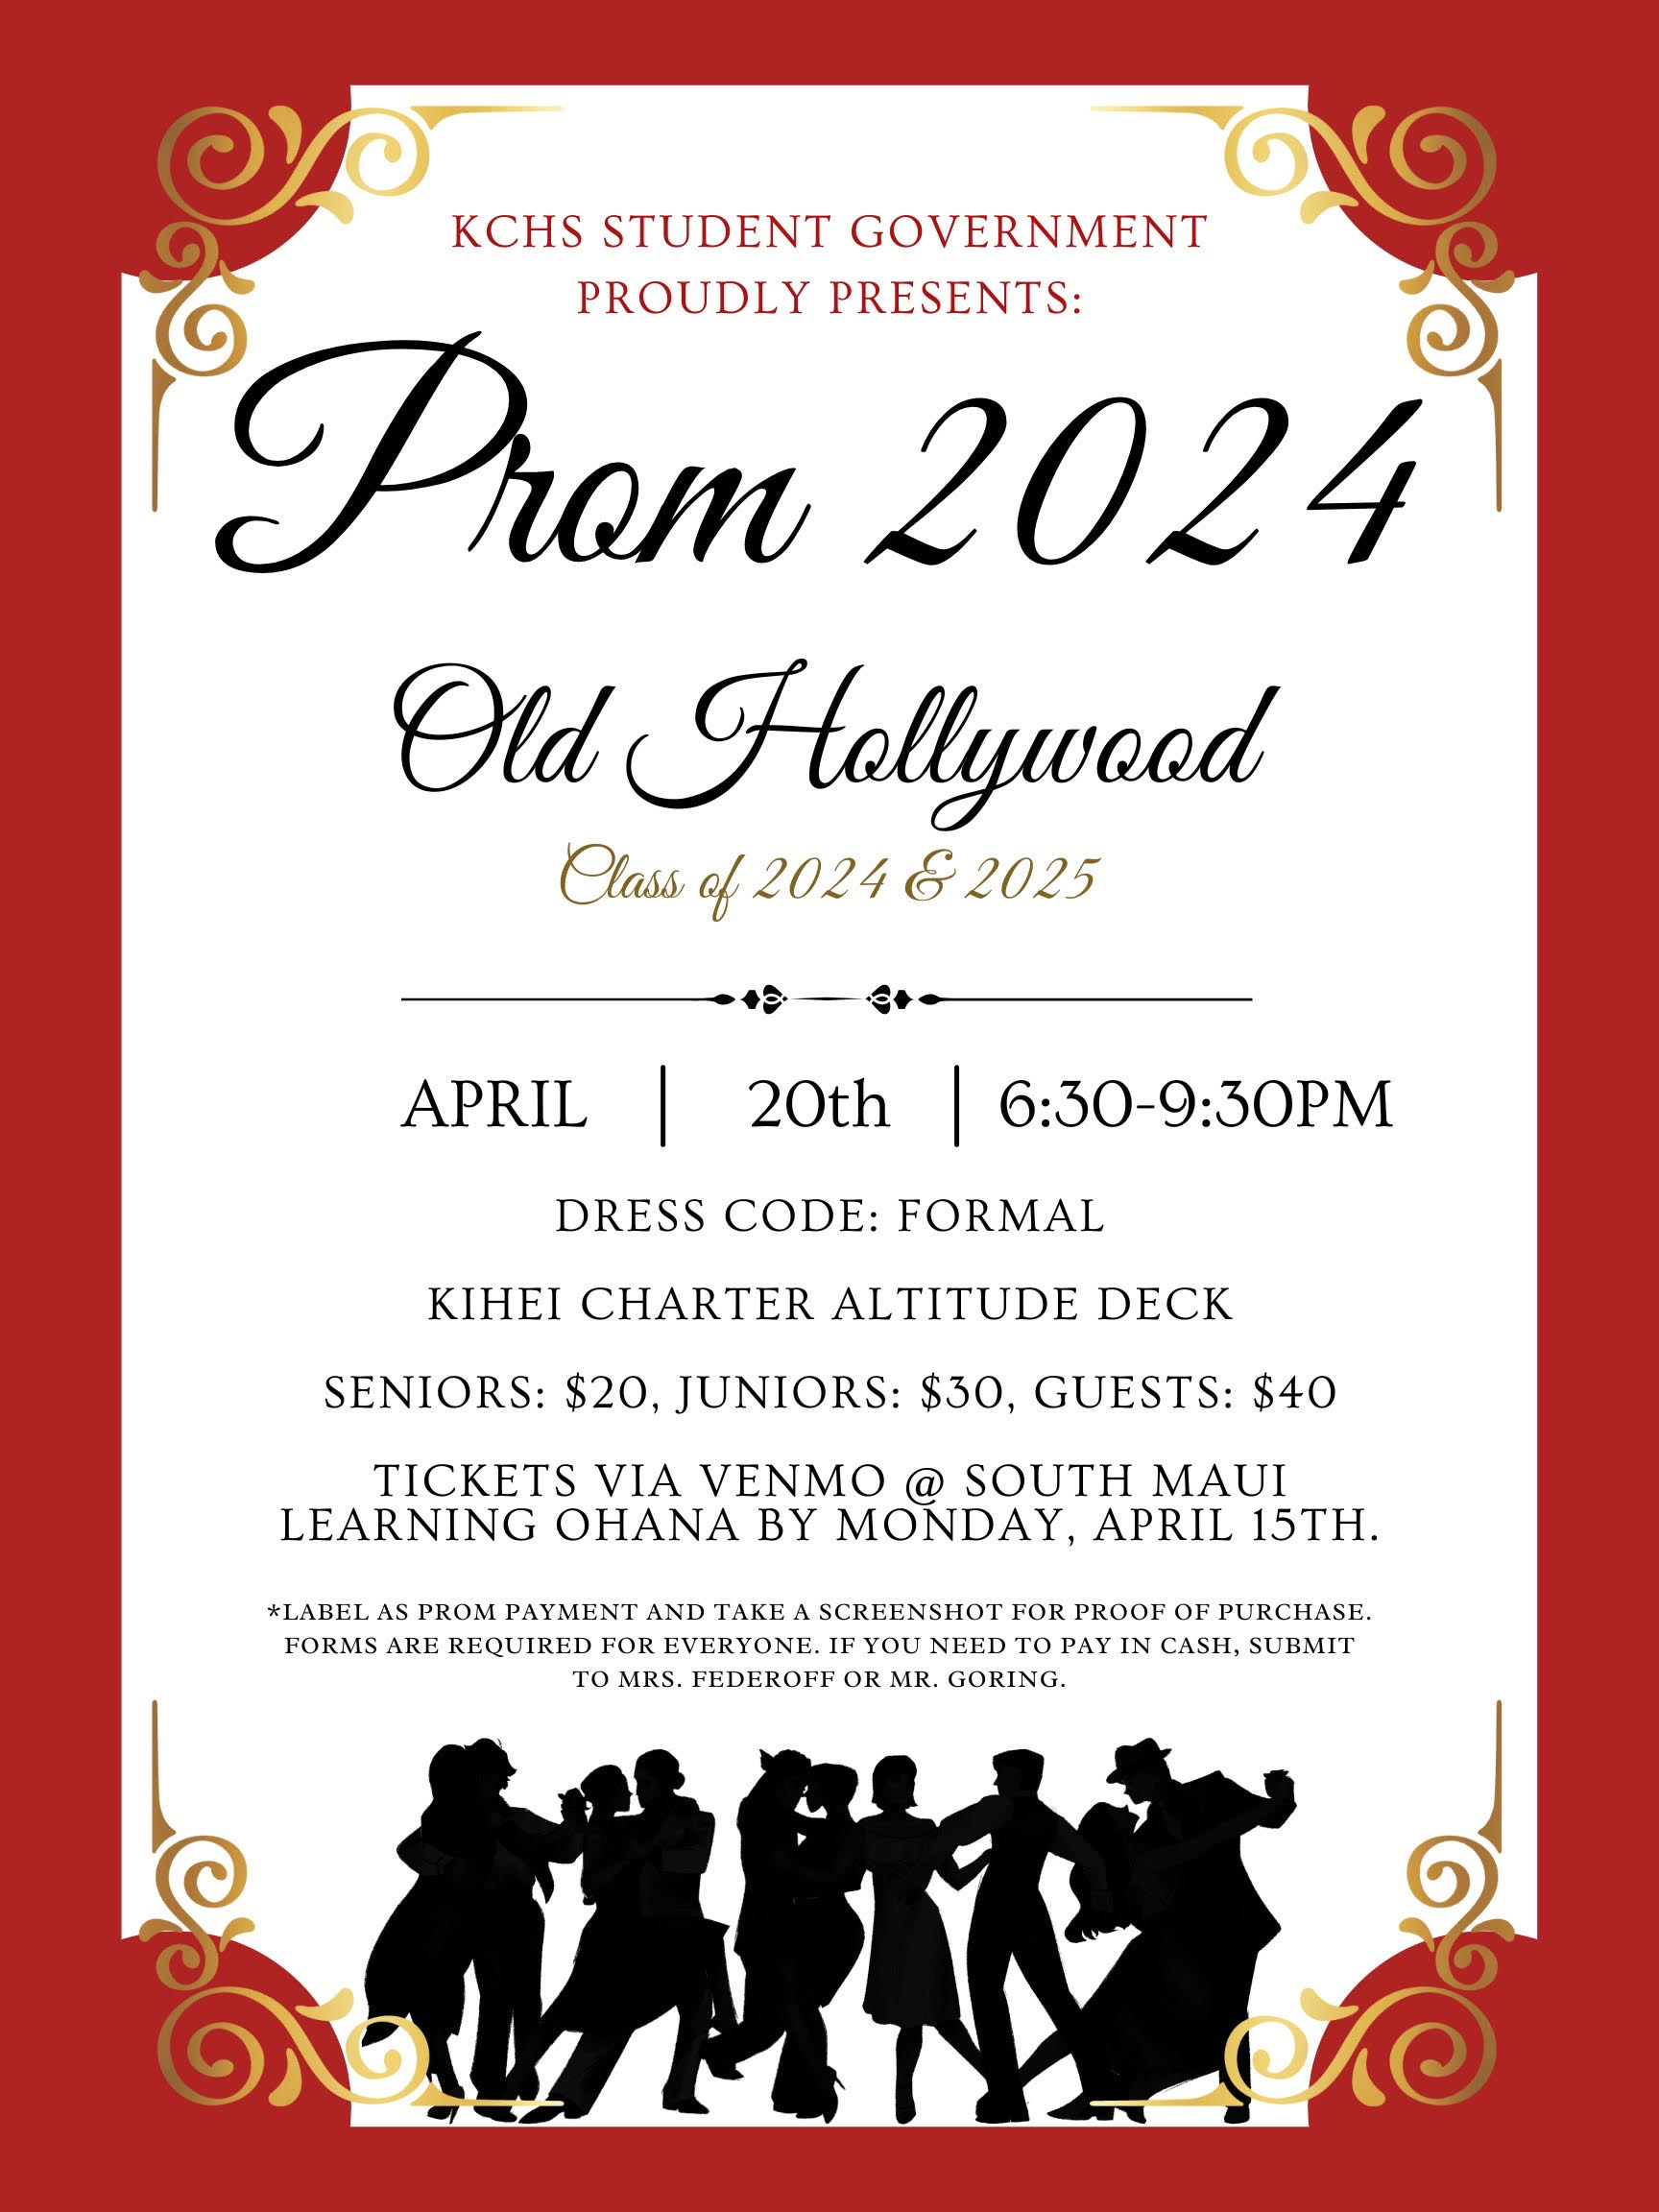 KCHS STUDENT GOVERNMENT
PROUDLY PRESENTS:
Prom 2024
Old Hollywood
Class of 2024 & 2025
APRIL | 20th | 6:30-9:30PM
DRESS CODE: FORMAL
KIHEI CHARTER ALTITUDE DECK
SENIORS: $20, JUNIORS: $30, GUESTS: $40
TICKETS VIA VENMO @ SOUTH MAUI
LEARNING OHANA BY MONDAY, APRIL 15TH.
*LABEL AS PROM PAYMENT AND TAKE A SCREENSHOT FOR PROOF OF PURCHASE.
FORMS ARE REQUIRED FOR EVERYONE. IF YOU NEED TO PAY IN CASH, SUBMIT
TO MRS. FEDEROFF OR MR. GORING.